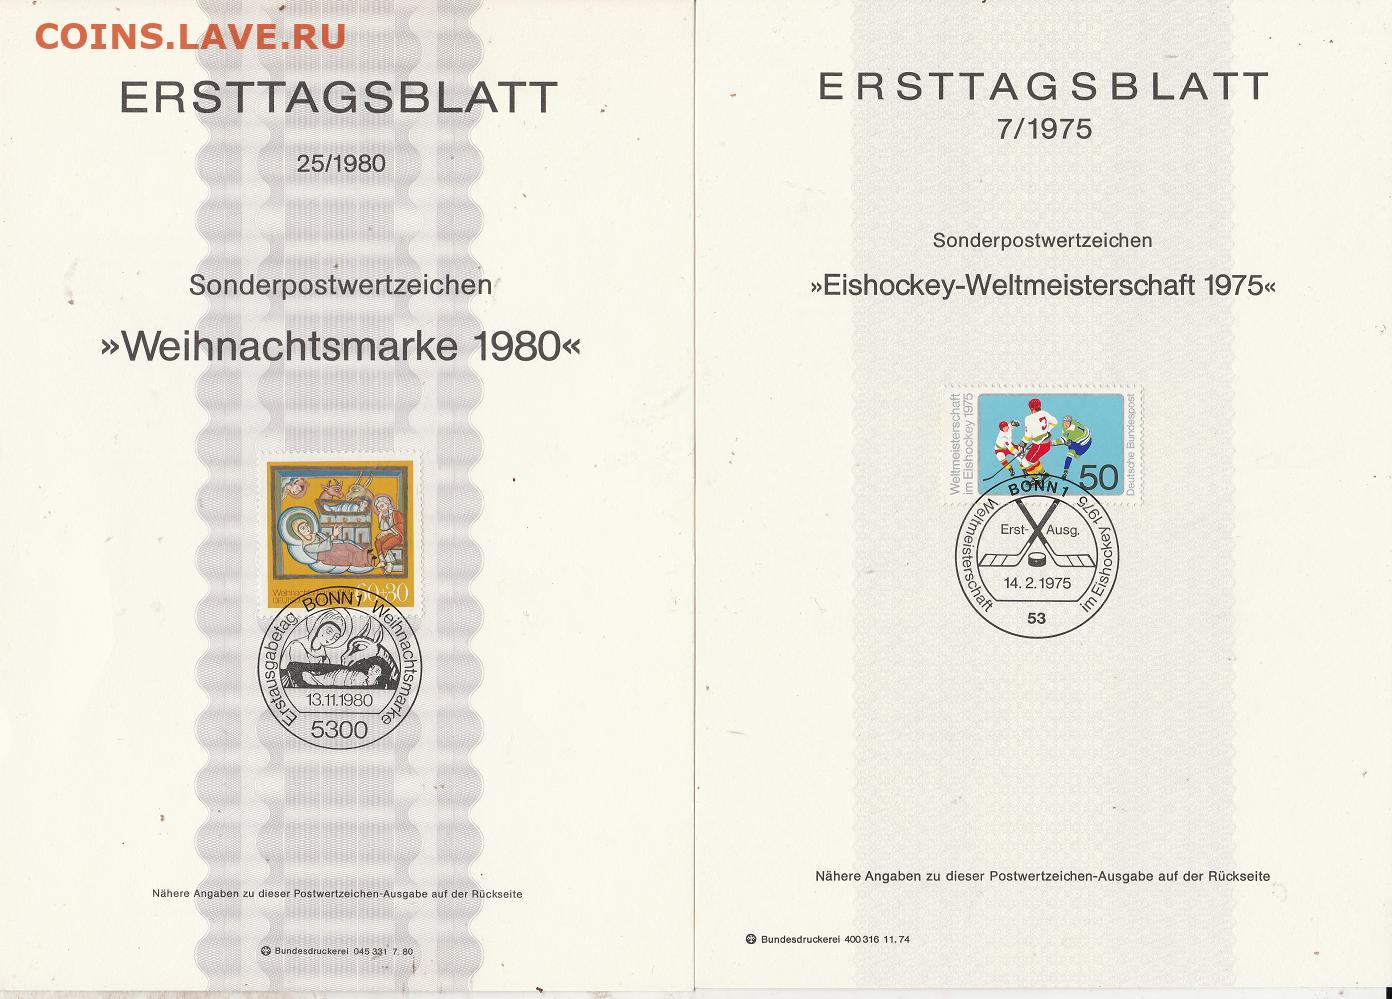 COINS.LAVE.RU
ERSTTAGSBLATT
25/1980
Sonderpostwertzeichen
»Weihnachtsmarke 1980«
60+30
BONN 1
Erstausgabetag
Weihnachtsmarke
13.11.1980
5300
Nähere Angaben zu dieser Postwertzeichen-Ausgabe auf der Rückseite
Bundesdruckerei 045 331 7. 80
ERSTTAGSBLATT
7/1975
Sonderpostwertzeichen
»Eishockey-Weltmeisterschaft 1975«
Weltmeisterschaft
im Eishockey 1975
50
Deutsche Bundespost
BONN 1
Weltmeisterschaft
im Eishockey 1975
Erst- Ausg.
14. 2. 1975
53
Nähere Angaben zu dieser Postwertzeichen-Ausgabe auf der Rückseite
Bundesdruckerei 400 316 11. 74